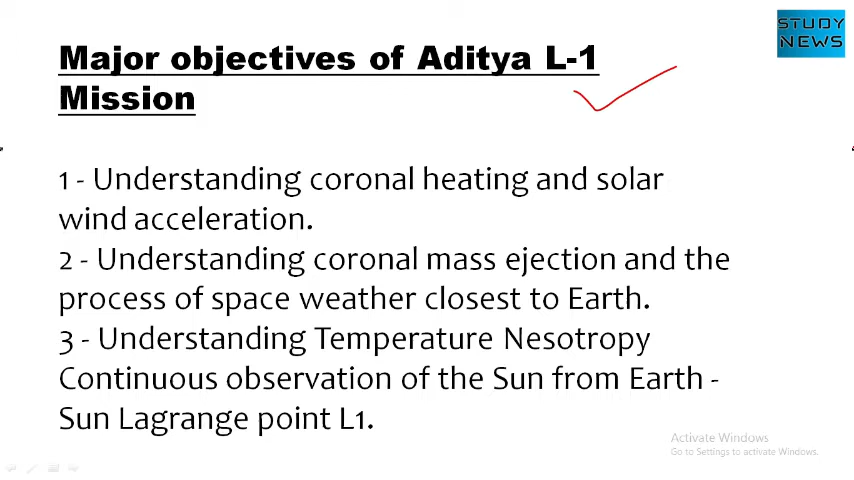 STUDY
NEWS
Major objectives of Aditya L-1
Mission
1 - Understanding coronal heating and solar
wind acceleration.
2 - Understanding coronal mass ejection and the
process of space weather closest to Earth.
3 - Understanding Temperature Nesotropy
Continuous observation of the Sun from Earth -
Sun Lagrange point L1.
Activate Windows
Go to Settings to activate Windows.